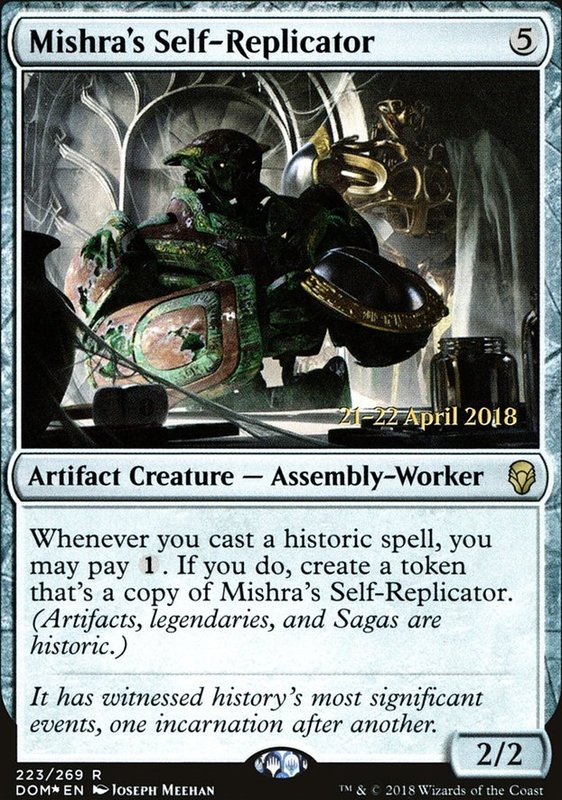 Mishra's Self-Replicator 5
21-22 April 2018
Artifact Creature — Assembly-Worker
Whenever you cast a historic spell, you
may pay 1. If you do, create a token
that's a copy of Mishra's Self-Replicator.
(Artifacts, legendaries, and Sagas are
historic.)
It has witnessed history's most significant
events, one incarnation after another.
2/2
223/269 R
DOM★EN Joseph Meehan
™ & © 2018 Wizards of the Coast